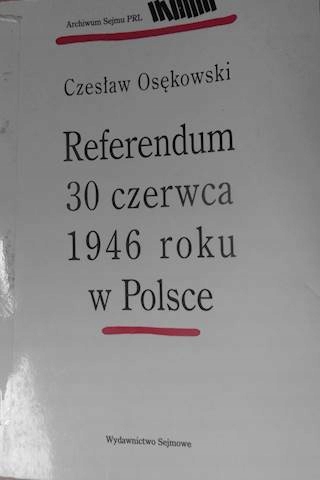 Archiwum Sejmu PRL
Czesław Osękowski
Referendum
30 czerwca
1946 roku
w Polsce
Wydawnictwo Sejmowe